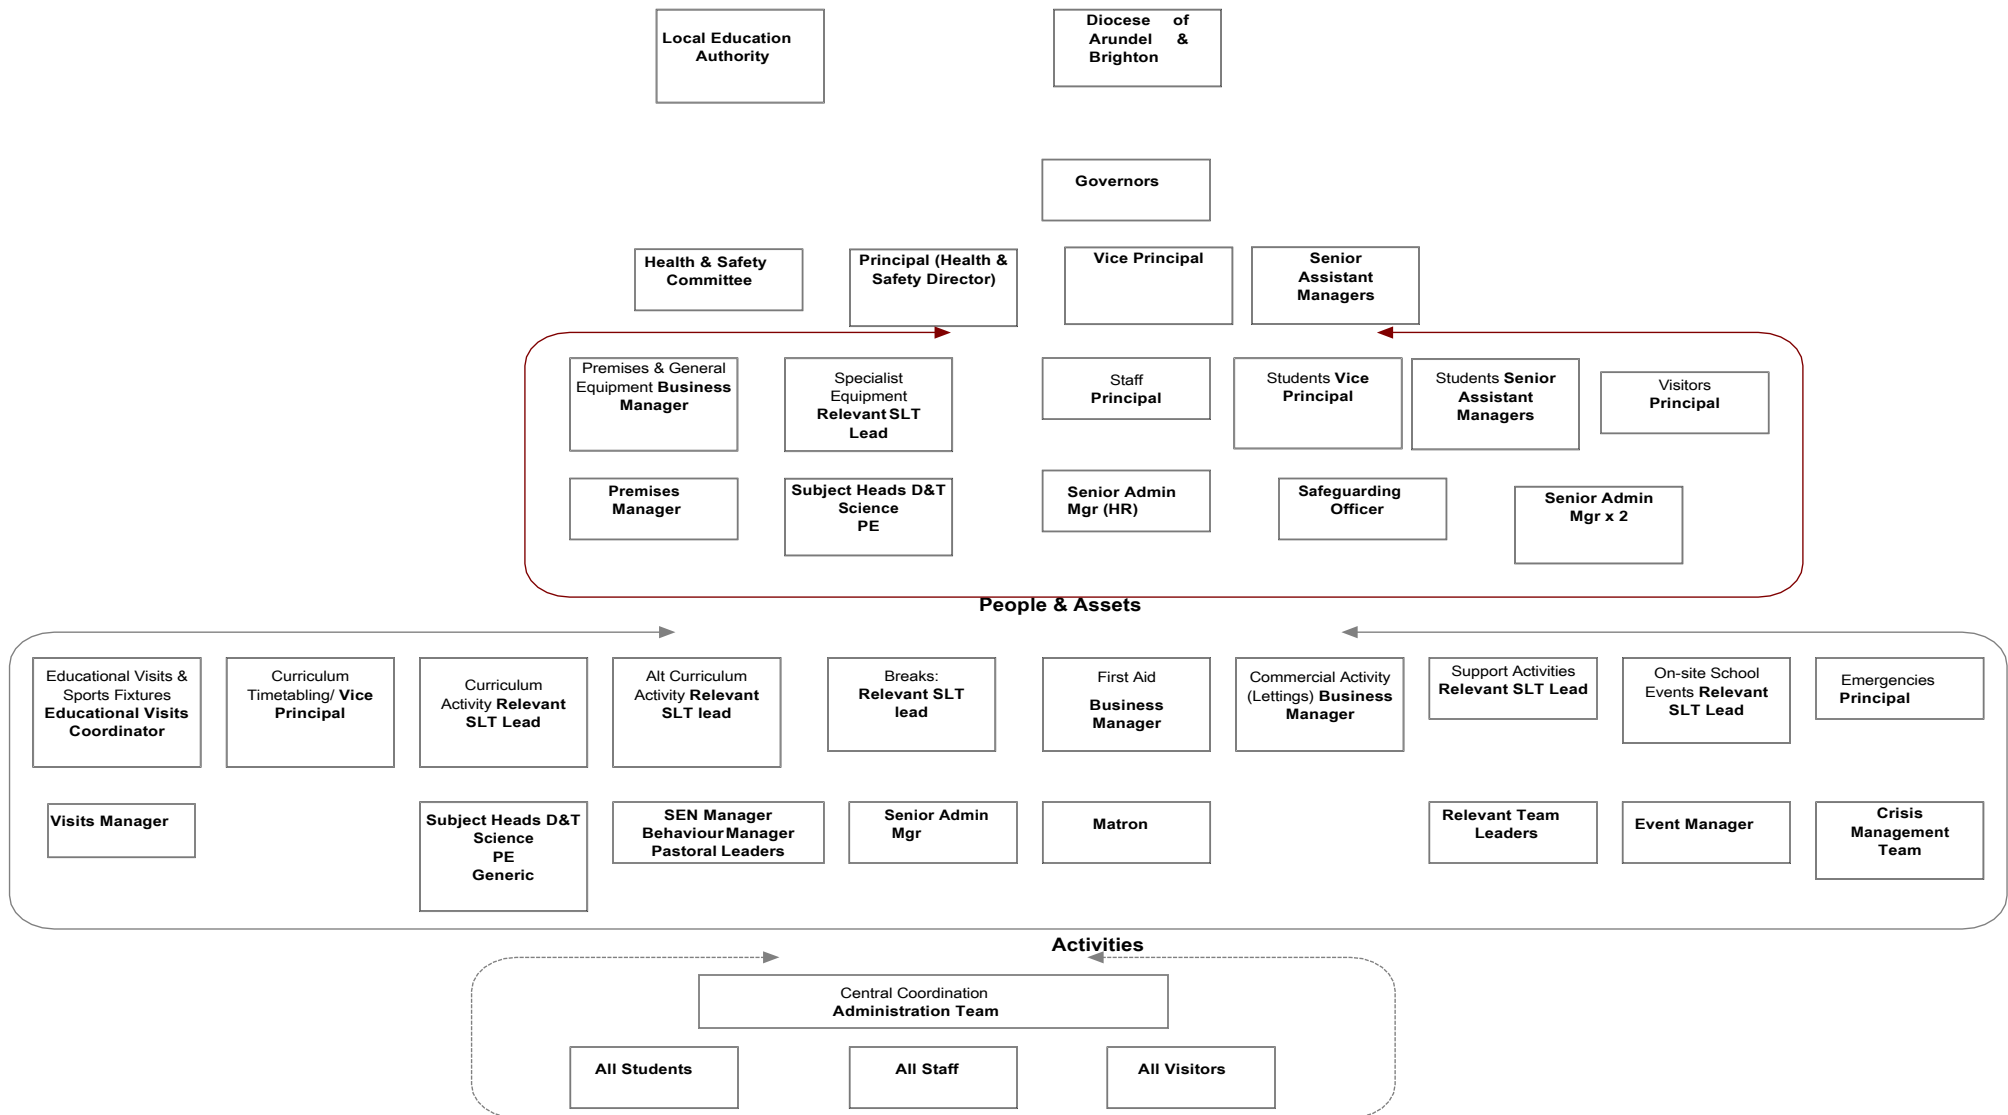 Local Education
Authority
Diocese of
Arundel &
Brighton
Governors
Health & Safety
Committee
Principal (Health &
Safety Director)
Vice Principal
Senior
Assistant
Managers
Premises & General
Equipment Business
Manager
Specialist
Equipment
Relevant SLT
Lead
Staff
Principal
Students Vice
Principal
Students Senior
Assistant
Managers
Visitors
Principal
Premises
Manager
Subject Heads D&T
Science
PE
Senior Admin
Mgr (HR)
Safeguarding
Officer
Senior Admin
Mgr x 2
People & Assets
Educational Visits &
Sports Fixtures
Educational Visits
Coordinator
Curriculum
Timetabling/ Vice
Principal
Curriculum
Activity Relevant
SLT Lead
Alt Curriculum
Activity Relevant
SLT lead
Breaks:
Relevant SLT
lead
First Aid
Business
Manager
Commercial Activity
(Lettings) Business
Manager
Support Activities
Relevant SLT Lead
On-site School
Events Relevant
SLT Lead
Emergencies
Principal
Visits Manager
Subject Heads D&T
Science
PE
Generic
SEN Manager
Behaviour Manager
Pastoral Leaders
Senior Admin
Mgr
Matron
Relevant Team
Leaders
Event Manager
Crisis
Management
Team
Activities
Central Coordination
Administration Team
All Students
All Staff
All Visitors